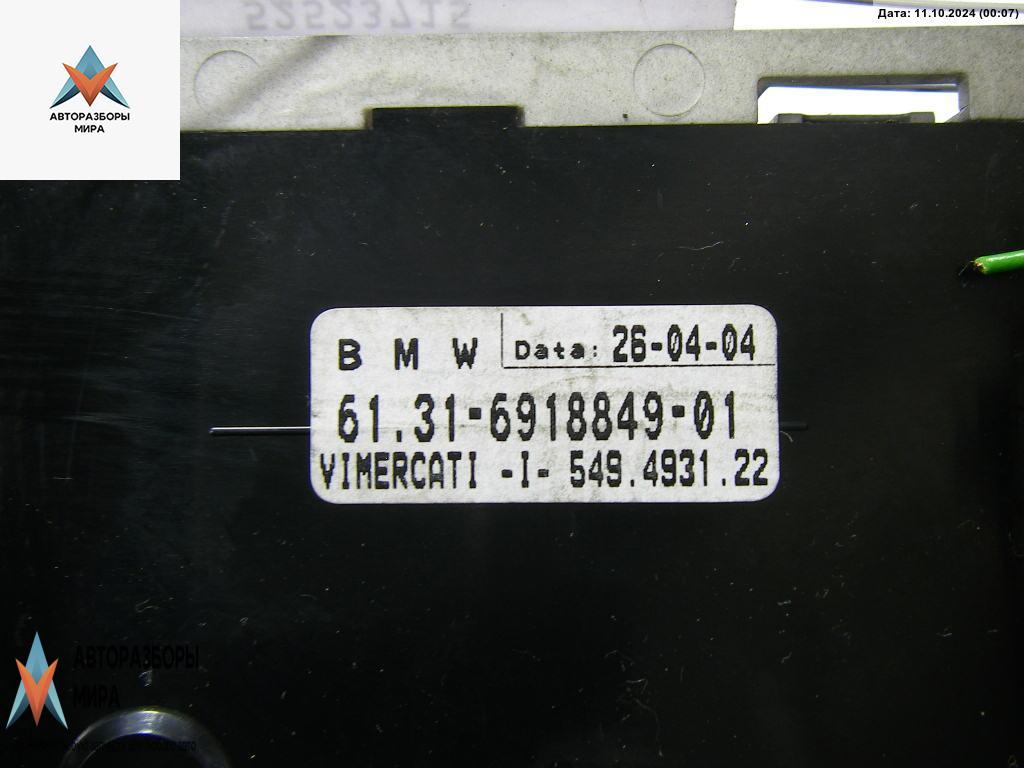 52523715
Дата: 11.10.2024 (00:07)
АВТОРАЗБОРЫ
МИРА
B M W Data: 26-04-04
61.31-6918849-01
VIMERCATI -I- 549.4931.22
АВТОРАЗБОРЫ
МИРА